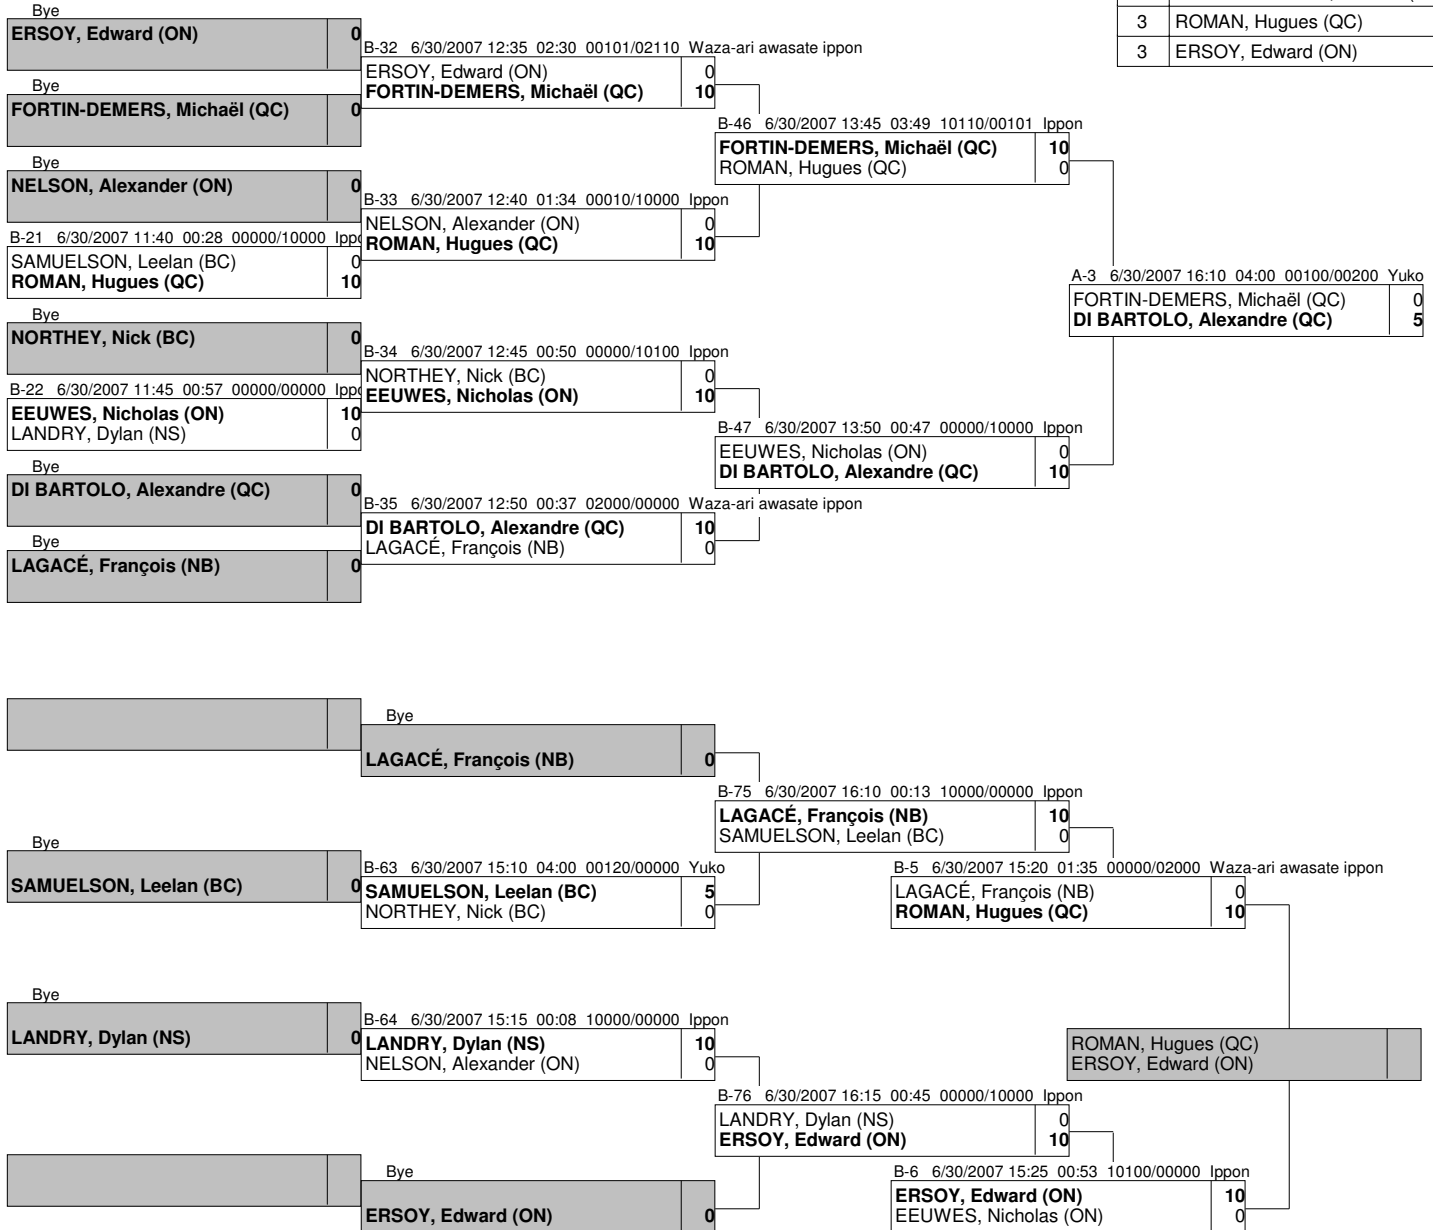 3 ROMAN, Hugues (QC)
3 ERSOY, Edward (ON)
Bye
ERSOY, Edward (ON) 0
B-32 6/30/2007 12:35 02:30 00101/02110 Waza-ari awasate ippon
ERSOY, Edward (ON) 0
FORTIN-DEMERS, Michaël (QC) 10
Bye
FORTIN-DEMERS, Michaël (QC) 0
B-46 6/30/2007 13:45 03:49 10110/00101 Ippon
FORTIN-DEMERS, Michaël (QC) 10
ROMAN, Hugues (QC) 0
Bye
NELSON, Alexander (ON) 0
B-33 6/30/2007 12:40 01:34 00010/10000 Ippon
NELSON, Alexander (ON) 0
ROMAN, Hugues (QC) 10
B-21 6/30/2007 11:40 00:28 00000/10000 Ippo
SAMUELSON, Leelan (BC) 0
ROMAN, Hugues (QC) 10
A-3 6/30/2007 16:10 04:00 00100/00200 Yuko
FORTIN-DEMERS, Michaël (QC) 0
DI BARTOLO, Alexandre (QC) 5
Bye
NORTHEY, Nick (BC) 0
B-34 6/30/2007 12:45 00:50 00000/10100 Ippon
NORTHEY, Nick (BC) 0
EEUWES, Nicholas (ON) 10
B-22 6/30/2007 11:45 00:57 00000/00000 Ippo
EEUWES, Nicholas (ON) 10
LANDRY, Dylan (NS) 0
B-47 6/30/2007 13:50 00:47 00000/10000 Ippon
EEUWES, Nicholas (ON) 0
DI BARTOLO, Alexandre (QC) 10
Bye
DI BARTOLO, Alexandre (QC) 0
B-35 6/30/2007 12:50 00:37 02000/00000 Waza-ari awasate ippon
DI BARTOLO, Alexandre (QC) 10
LAGACÉ, François (NB) 0
Bye
LAGACÉ, François (NB) 0
Bye
LAGACÉ, François (NB) 0
B-75 6/30/2007 16:10 00:13 10000/00000 Ippon
LAGACÉ, François (NB) 10
SAMUELSON, Leelan (BC) 0
Bye
SAMUELSON, Leelan (BC) 0
B-63 6/30/2007 15:10 04:00 00120/00000 Yuko
SAMUELSON, Leelan (BC) 5
NORTHEY, Nick (BC) 0
B-5 6/30/2007 15:20 01:35 00000/02000 Waza-ari awasate ippon
LAGACÉ, François (NB) 0
ROMAN, Hugues (QC) 10
Bye
LANDRY, Dylan (NS) 0
B-64 6/30/2007 15:15 00:08 10000/00000 Ippon
LANDRY, Dylan (NS) 10
NELSON, Alexander (ON) 0
ROMAN, Hugues (QC)
ERSOY, Edward (ON)
B-76 6/30/2007 16:15 00:45 00000/10000 Ippon
LANDRY, Dylan (NS) 0
ERSOY, Edward (ON) 10
Bye
ERSOY, Edward (ON) 0
B-6 6/30/2007 15:25 00:53 10100/00000 Ippon
ERSOY, Edward (ON) 10
EEUWES, Nicholas (ON) 0